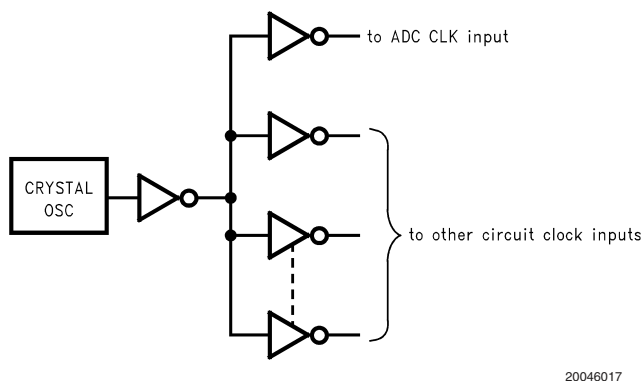 to ADC CLK input
CRYSTAL
OSC
to other circuit clock inputs
20046017